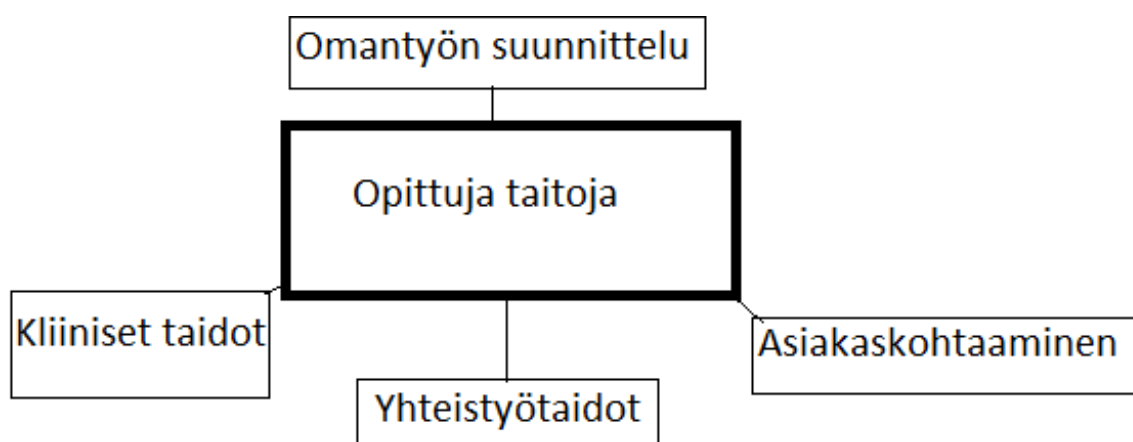 Omantyön suunnittelu
Opittuja taitoja
Kliiniset taidot
Asiakaskohtaaminen
Yhteistyötaidot